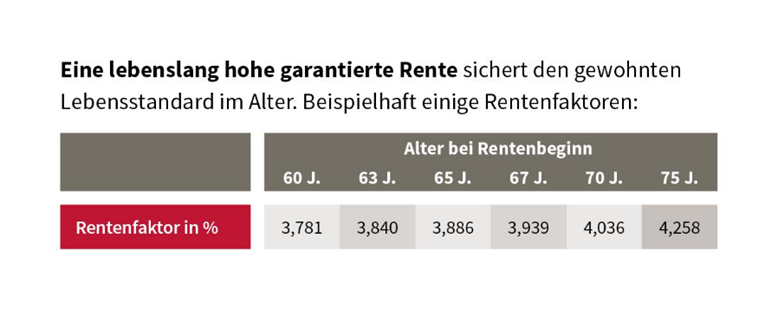 Eine lebenslang hohe garantierte Rente sichert den gewohnten
Lebensstandard im Alter. Beispielhaft einige Rentenfaktoren:
Alter bei Rentenbeginn
60 J. 63 J. 65 J. 67 J. 70 J. 75 J.
Rentenfaktor in % 3,781 3,840 3,886 3,939 4,036 4,258